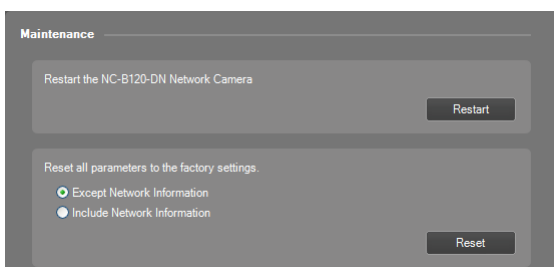 Maintenance
Restart the NC-B120-DN Network Camera
Restart
Reset all parameters to the factory settings.
Except Network Information
Include Network Information
Reset